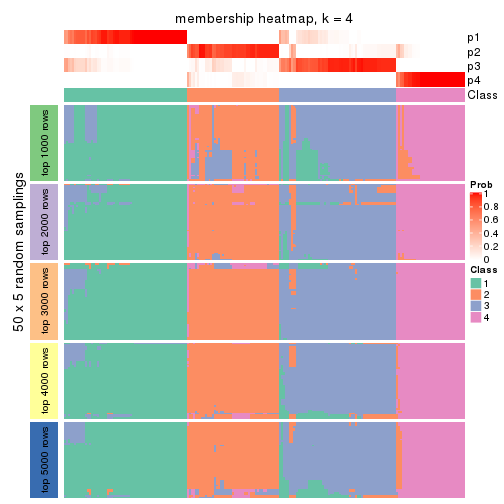 membership heatmap, k = 4
p1
p2
p3
p4
Class
50 x 5 random samplings
top 1000 rows
top 2000 rows
top 3000 rows
top 4000 rows
top 5000 rows
Prob
1
0.8
0.6
0.4
0.2
0
Class
1
2
3
4